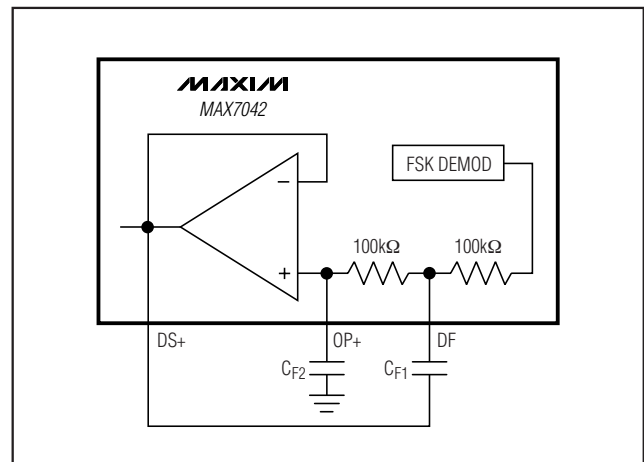 MAXIM
MAX7042
FSK DEMOD
−
100kΩ
100kΩ
+
DS+
OP+
DF
CF2
CF1